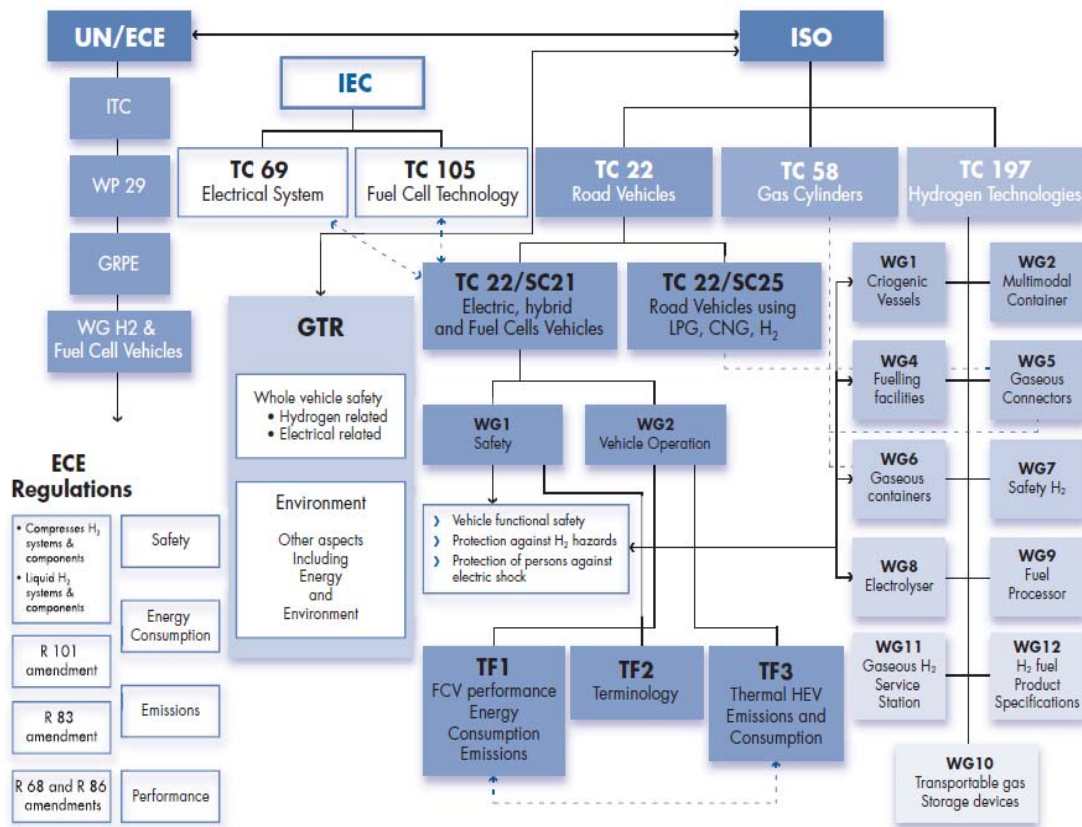 UN/ECE
ISO
ITC
IEC
WP 29
TC 69
Electrical System
TC 105
Fuel Cell Technology
TC 22
Road Vehicles
TC 58
Gas Cylinders
TC 197
Hydrogen Technologies
GRPE
WG H2 &
Fuel Cell Vehicles
GTR
Whole vehicle safety
• Hydrogen related
• Electrical related
Environment
Other aspects
Including
Energy
and
Environment
TC 22/SC21
Electric, hybrid
and Fuel Cells Vehicles
TC 22/SC25
Road Vehicles using
LPG, CNG, H₂
WG1
Criogenic
Vessels
WG2
Multimodal
Container
WG4
Fuelling
facilities
WG5
Gaseous
Connectors
WG1
Safety
WG2
Vehicle Operation
WG6
Gaseous
containers
WG7
Safety H₂
› Vehicle functional safety
› Protection against H₂ hazards
› Protection of persons against
electric shock
WG8
Electrolyser
WG9
Fuel
Processor
WG11
Gaseous H₂
Service
Station
WG12
H₂ fuel
Product
Specifications
WG10
Transportable gas
Storage devices
TF1
FCV performance
Energy
Consumption
Emissions
TF2
Terminology
TF3
Thermal HEV
Emissions and
Consumption
ECE
Regulations
• Compresses H₂
systems &
components
• Liquid H₂
systems &
components
Safety
Energy
Consumption
R 101
amendment
Emissions
R 83
amendment
R 68 and R 86
amendments
Performance